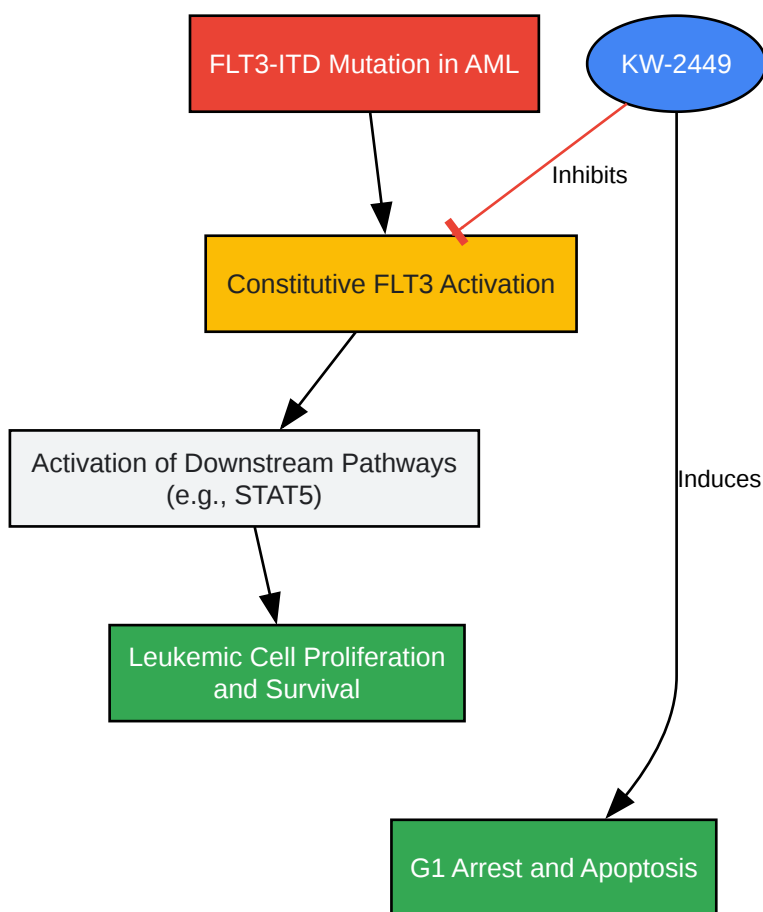 FLT3-ITD Mutation in AML
KW-2449
Inhibits
Constitutive FLT3 Activation
Activation of Downstream Pathways
(e.g., STAT5)
Induces
Leukemic Cell Proliferation
and Survival
G1 Arrest and Apoptosis